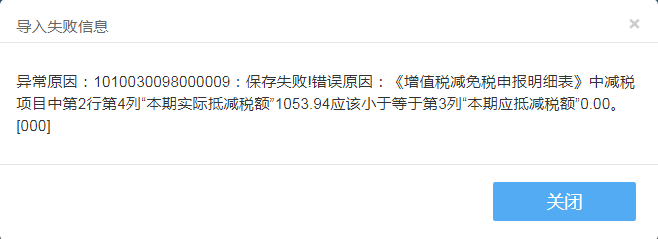 导入失败信息
×
异常原因：1010030098000009：保存失败!错误原因：《增值税减免税申报明细表》中减税
项目中第2行第4列“本期实际抵减税额”1053.94应该小于等于第3列“本期应抵减税额”0.00。
[000]
关闭